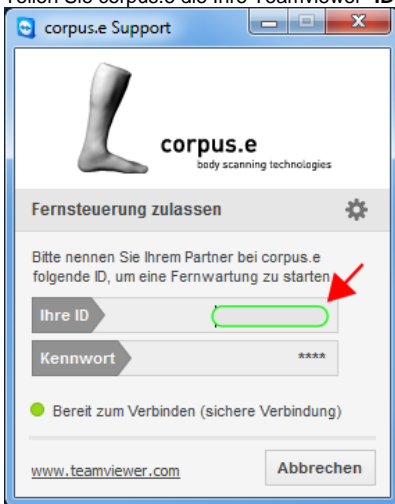 corpus.e Support
corpus.e
body scanning technologies
Fernsteuerung zulassen
Bitte nennen Sie Ihrem Partner bei corpus.e
folgende ID, um eine Fernwartung zu starten
Ihre ID
Kennwort ****
Bereit zum Verbinden (sichere Verbindung)
www.teamviewer.com Abbrechen